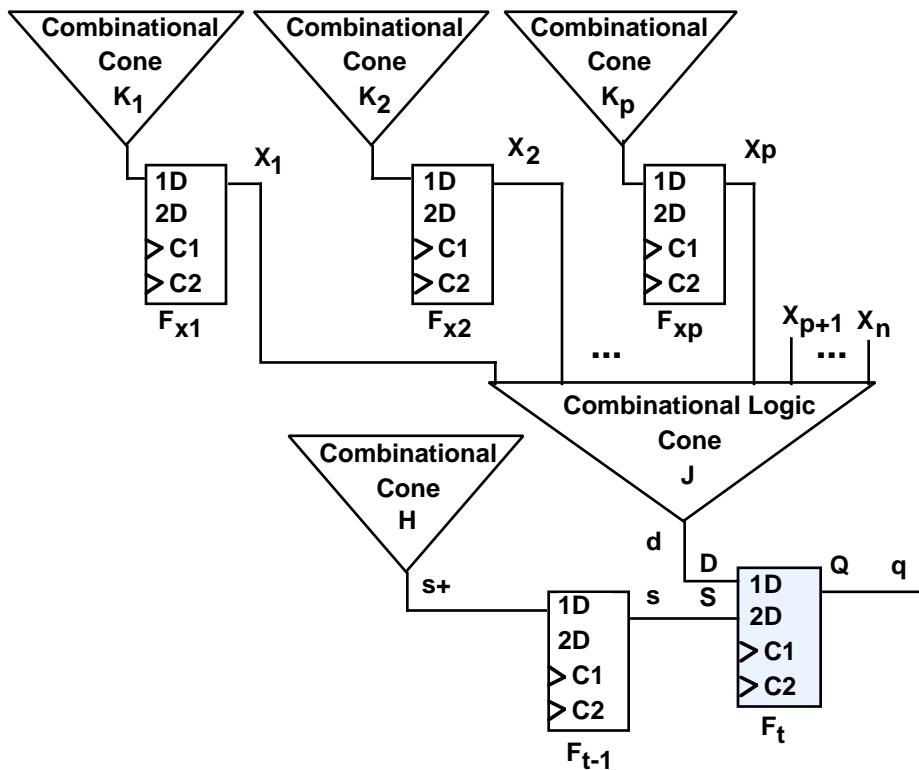 Combinational
Cone
K1
Combinational
Cone
K2
Combinational
Cone
Kp
X1
X2
Xp
1D
2D
C1
C2
Fx1
1D
2D
C1
C2
Fx2
1D
2D
C1
C2
Fxp
Xp+1
Xn
...
...
Combinational Logic
Cone
J
Combinational
Cone
H
s+
d
D
S
s
Q
q
1D
2D
C1
C2
Ft-1
1D
2D
C1
C2
Ft